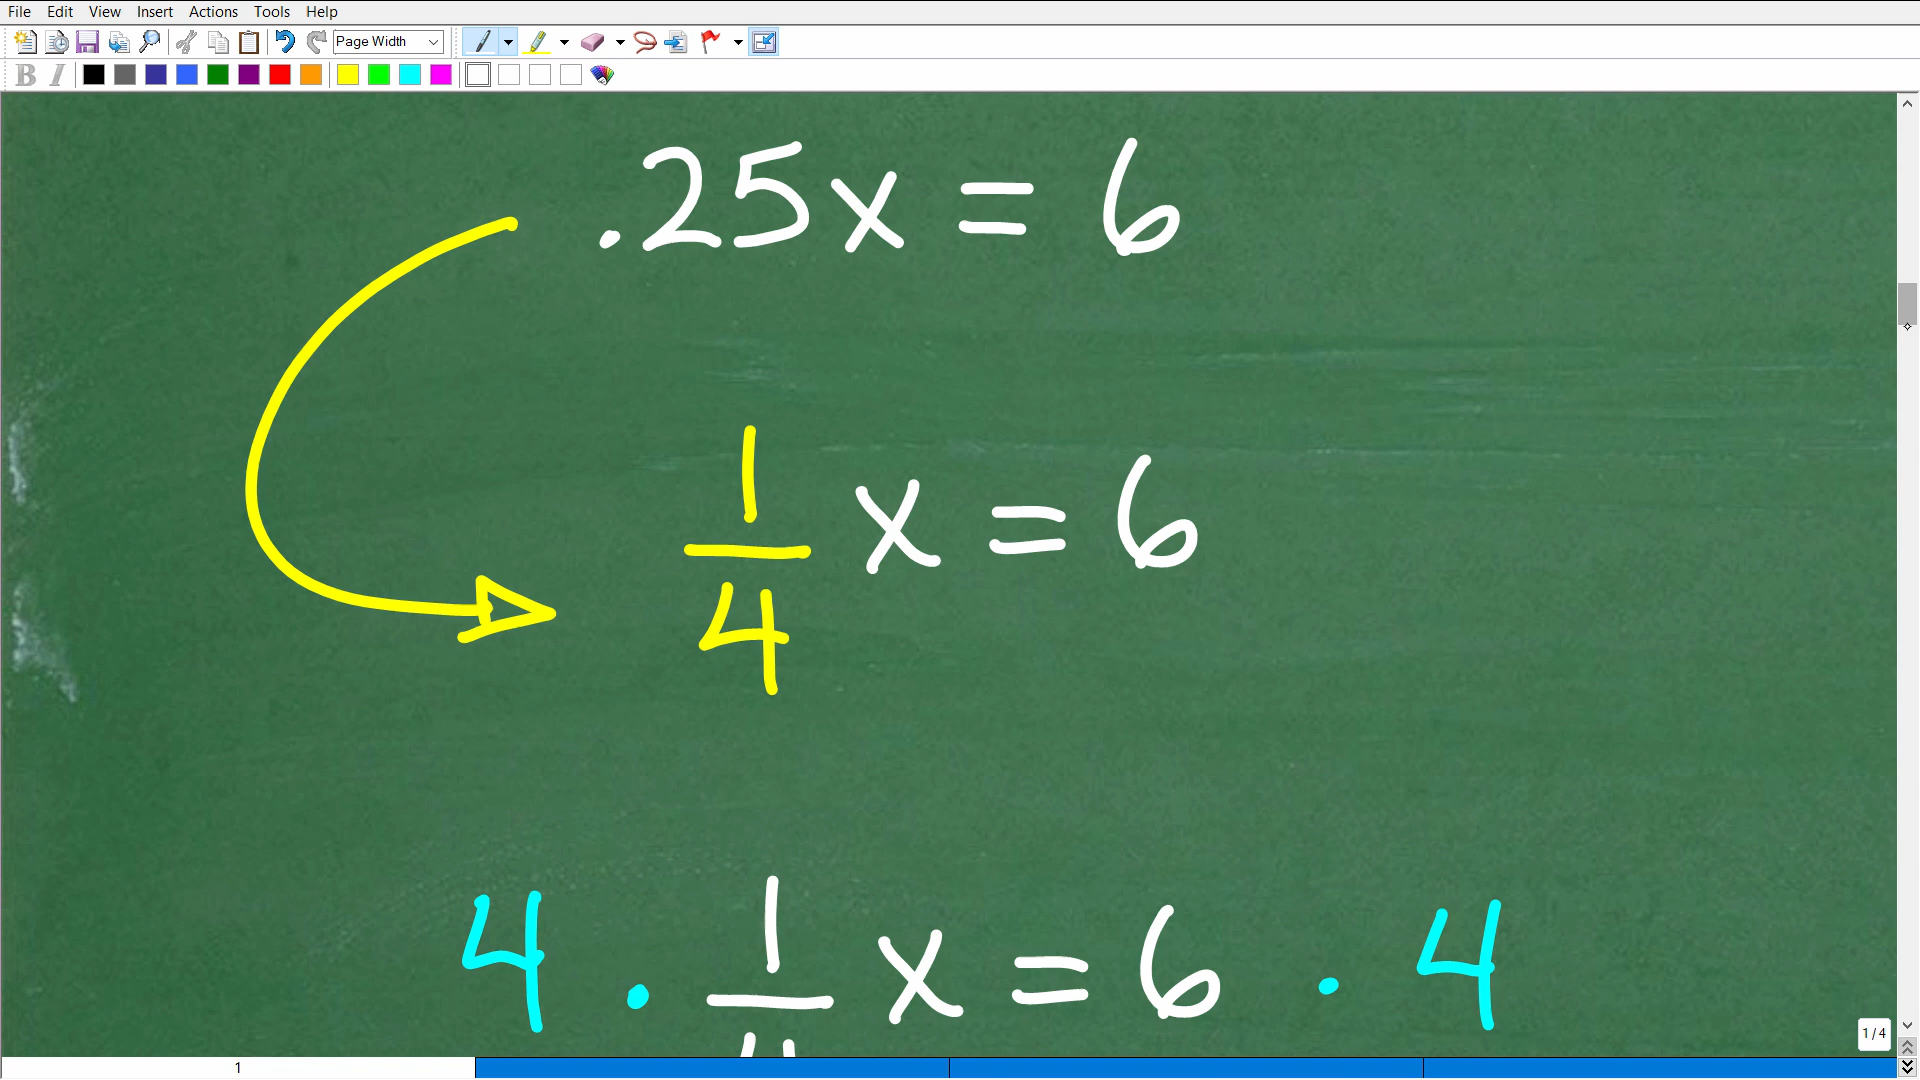 File Edit View Insert Actions Tools Help
Page Width
B I
.25x = 6
1/4 x = 6
4 · 1/4 x = 6 · 4
1 / 4
1